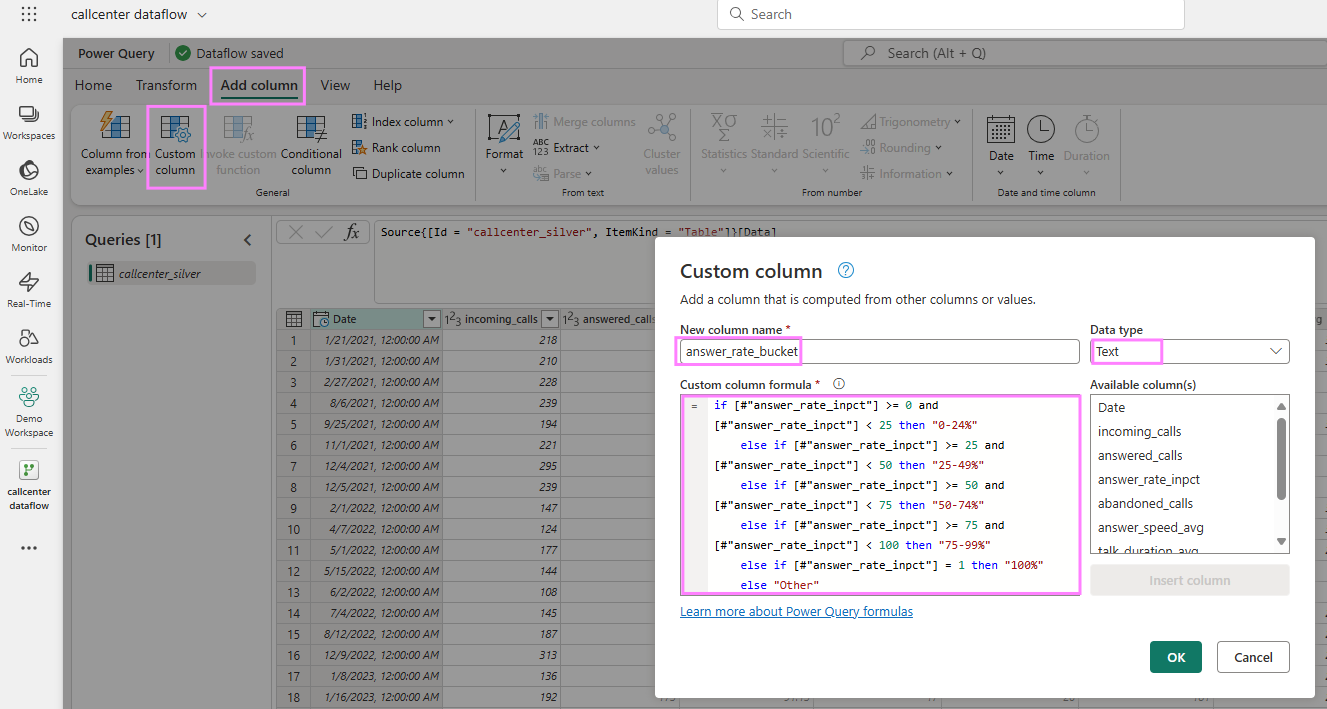 callcenter dataflow
Search
Power Query
Dataflow saved
Search (Alt + Q)
Home
Transform
Add column
View
Help
Column from
examples
Custom
column
Invoke custom
function
Conditional
column
Index column
Rank column
Duplicate column
General
Format
Merge columns
ABC
123
Extract
abc
Parse
From text
Cluster
values
Statistics
Standard
Scientific
Trigonometry
Rounding
Information
From number
Date
Time
Duration
Date and time column
Home
Workspaces
OneLake
Monitor
Real-Time
Workloads
Demo
Workspace
callcenter
dataflow
Queries [1]
callcenter_silver
fx
Source{[Id = "callcenter_silver", ItemKind = "Table"]}[Data]
Date
123 incoming_calls
123 answered_calls
1 1/21/2021, 12:00:00 AM 218
2 1/31/2021, 12:00:00 AM 210
3 2/27/2021, 12:00:00 AM 228
4 8/6/2021, 12:00:00 AM 239
5 9/25/2021, 12:00:00 AM 194
6 11/1/2021, 12:00:00 AM 221
7 12/4/2021, 12:00:00 AM 295
8 12/5/2021, 12:00:00 AM 239
9 2/1/2022, 12:00:00 AM 147
10 4/7/2022, 12:00:00 AM 124
11 5/1/2022, 12:00:00 AM 177
12 5/15/2022, 12:00:00 AM 144
13 6/2/2022, 12:00:00 AM 108
14 7/4/2022, 12:00:00 AM 145
15 8/12/2022, 12:00:00 AM 187
16 12/9/2022, 12:00:00 AM 313
17 1/8/2023, 12:00:00 AM 136
18 1/16/2023, 12:00:00 AM 192
Custom column
Add a column that is computed from other columns or values.
New column name *
answer_rate_bucket
Data type
Text
Custom column formula *
= if [#"answer_rate_inpct"] >= 0 and
[#"answer_rate_inpct"] < 25 then "0-24%"
else if [#"answer_rate_inpct"] >= 25 and
[#"answer_rate_inpct"] < 50 then "25-49%"
else if [#"answer_rate_inpct"] >= 50 and
[#"answer_rate_inpct"] < 75 then "50-74%"
else if [#"answer_rate_inpct"] >= 75 and
[#"answer_rate_inpct"] < 100 then "75-99%"
else if [#"answer_rate_inpct"] = 1 then "100%"
else "Other"
Available column(s)
Date
incoming_calls
answered_calls
answer_rate_inpct
abandoned_calls
answer_speed_avg
talk_duration_avg
Insert column
Learn more about Power Query formulas
OK
Cancel